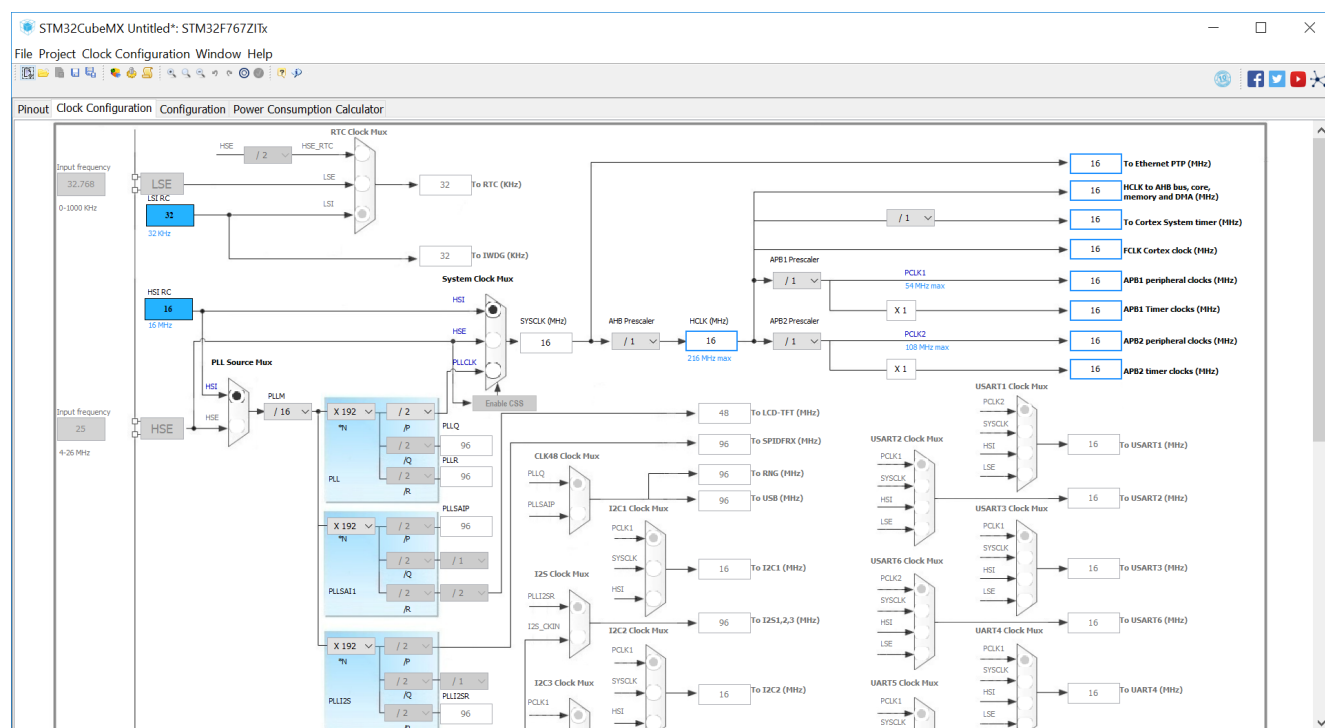 STM32CubeMX Untitled*: STM32F767ZITx
File Project Clock Configuration Window Help
Pinout Clock Configuration Configuration Power Consumption Calculator
RTC Clock Mux
HSE
/ 2
HSE_RTC
Input frequency
32.768
0-1000 KHz
LSE
LSE
LSI RC
32
32 KHz
LSI
32
To RTC (KHz)
32
To IWDG (KHz)
16
To Ethernet PTP (MHz)
16
HCLK to AHB bus, core,
memory and DMA (MHz)
/ 1
16
To Cortex System timer (MHz)
16
FCLK Cortex clock (MHz)
System Clock Mux
HSI RC
16
16 MHz
HSI
HSE
PLLCLK
SYSCLK (MHz)
16
AHB Prescaler
/ 1
HCLK (MHz)
16
216 MHz max
APB1 Prescaler
/ 1
PCLK1
54 MHz max
16
APB1 peripheral clocks (MHz)
X 1
16
APB1 Timer clocks (MHz)
APB2 Prescaler
/ 1
PCLK2
108 MHz max
16
APB2 peripheral clocks (MHz)
X 1
16
APB2 timer clocks (MHz)
Enable CSS
PLL Source Mux
HSI
HSE
Input frequency
25
4-26 MHz
HSE
PLLM
/ 16
X 192
*N
/ 2
/P
PLLQ
/ 2
96
/Q
PLLR
/ 2
96
/R
PLL
PLLSAIP
X 192
*N
/ 2
96
/P
/ 2
/ 1
/Q
PLLSAI1
/ 2
/ 2
/R
X 192
*N
/ 2
/P
/ 2
/ 1
/Q
PLLI2SR
PLLI2S
/ 2
96
48
To LCD-TFT (MHz)
96
To SPIDFRX (MHz)
CLK48 Clock Mux
PLLQ
PLLSAIP
96
To RNG (MHz)
96
To USB (MHz)
I2C1 Clock Mux
PCLK1
SYSCLK
HSI
16
To I2C1 (MHz)
I2S Clock Mux
PLLI2SR
I2S_CKIN
96
To I2S1,2,3 (MHz)
I2C2 Clock Mux
PCLK1
SYSCLK
HSI
16
To I2C2 (MHz)
I2C3 Clock Mux
PCLK1
USART1 Clock Mux
PCLK2
SYSCLK
HSI
LSE
16
To USART1 (MHz)
USART2 Clock Mux
PCLK1
SYSCLK
HSI
LSE
16
To USART2 (MHz)
USART3 Clock Mux
PCLK1
SYSCLK
HSI
LSE
16
To USART3 (MHz)
USART6 Clock Mux
PCLK2
SYSCLK
HSI
LSE
16
To USART6 (MHz)
UART4 Clock Mux
PCLK1
SYSCLK
HSI
LSE
16
To UART4 (MHz)
UART5 Clock Mux
PCLK1
SYSCLK